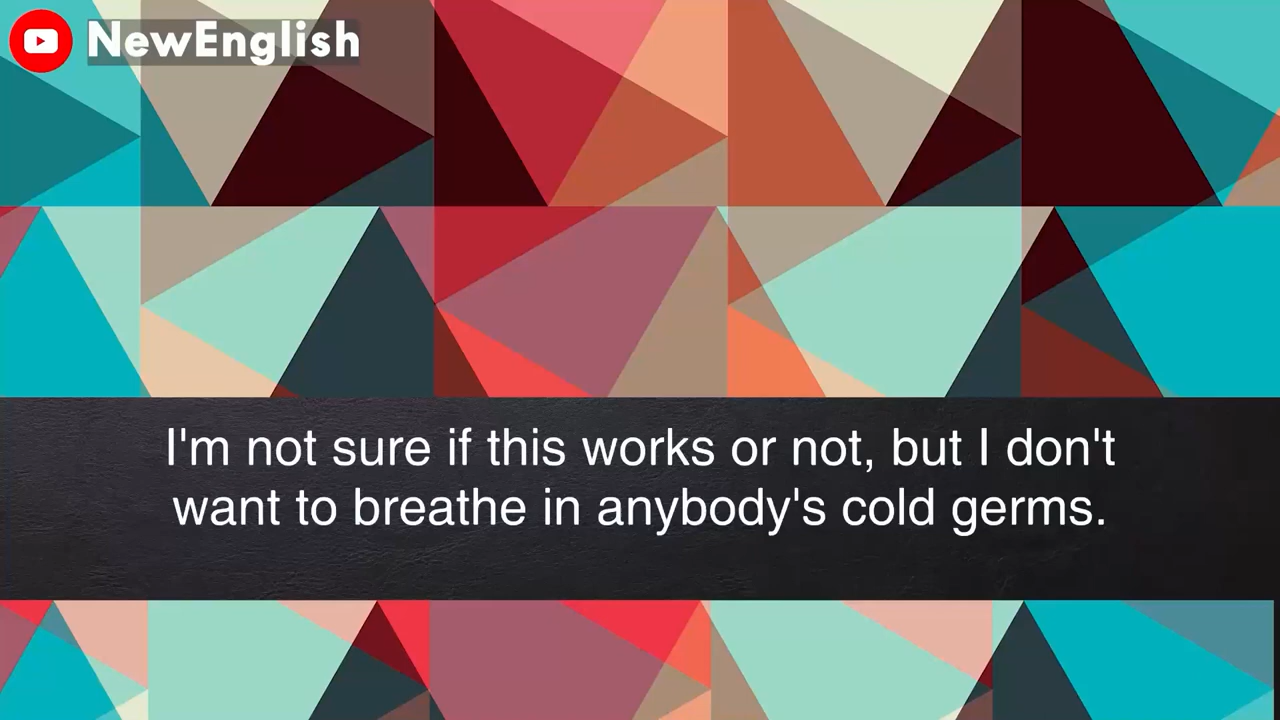 NewEnglish
I'm not sure if this works or not, but I don't
want to breathe in anybody's cold germs.